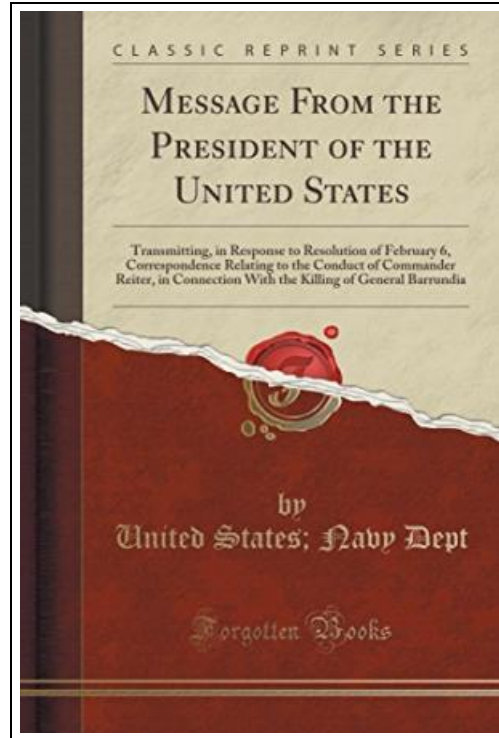 CLASSIC REPRINT SERIES
MESSAGE FROM THE
PRESIDENT OF THE
UNITED STATES
Transmitting, in Response to Resolution of February 6,
Correspondence Relating to the Conduct of Commander
Reiter, in Connection With the Killing of General Barrundia
by
United States; Navy Dept
Forgotten Books